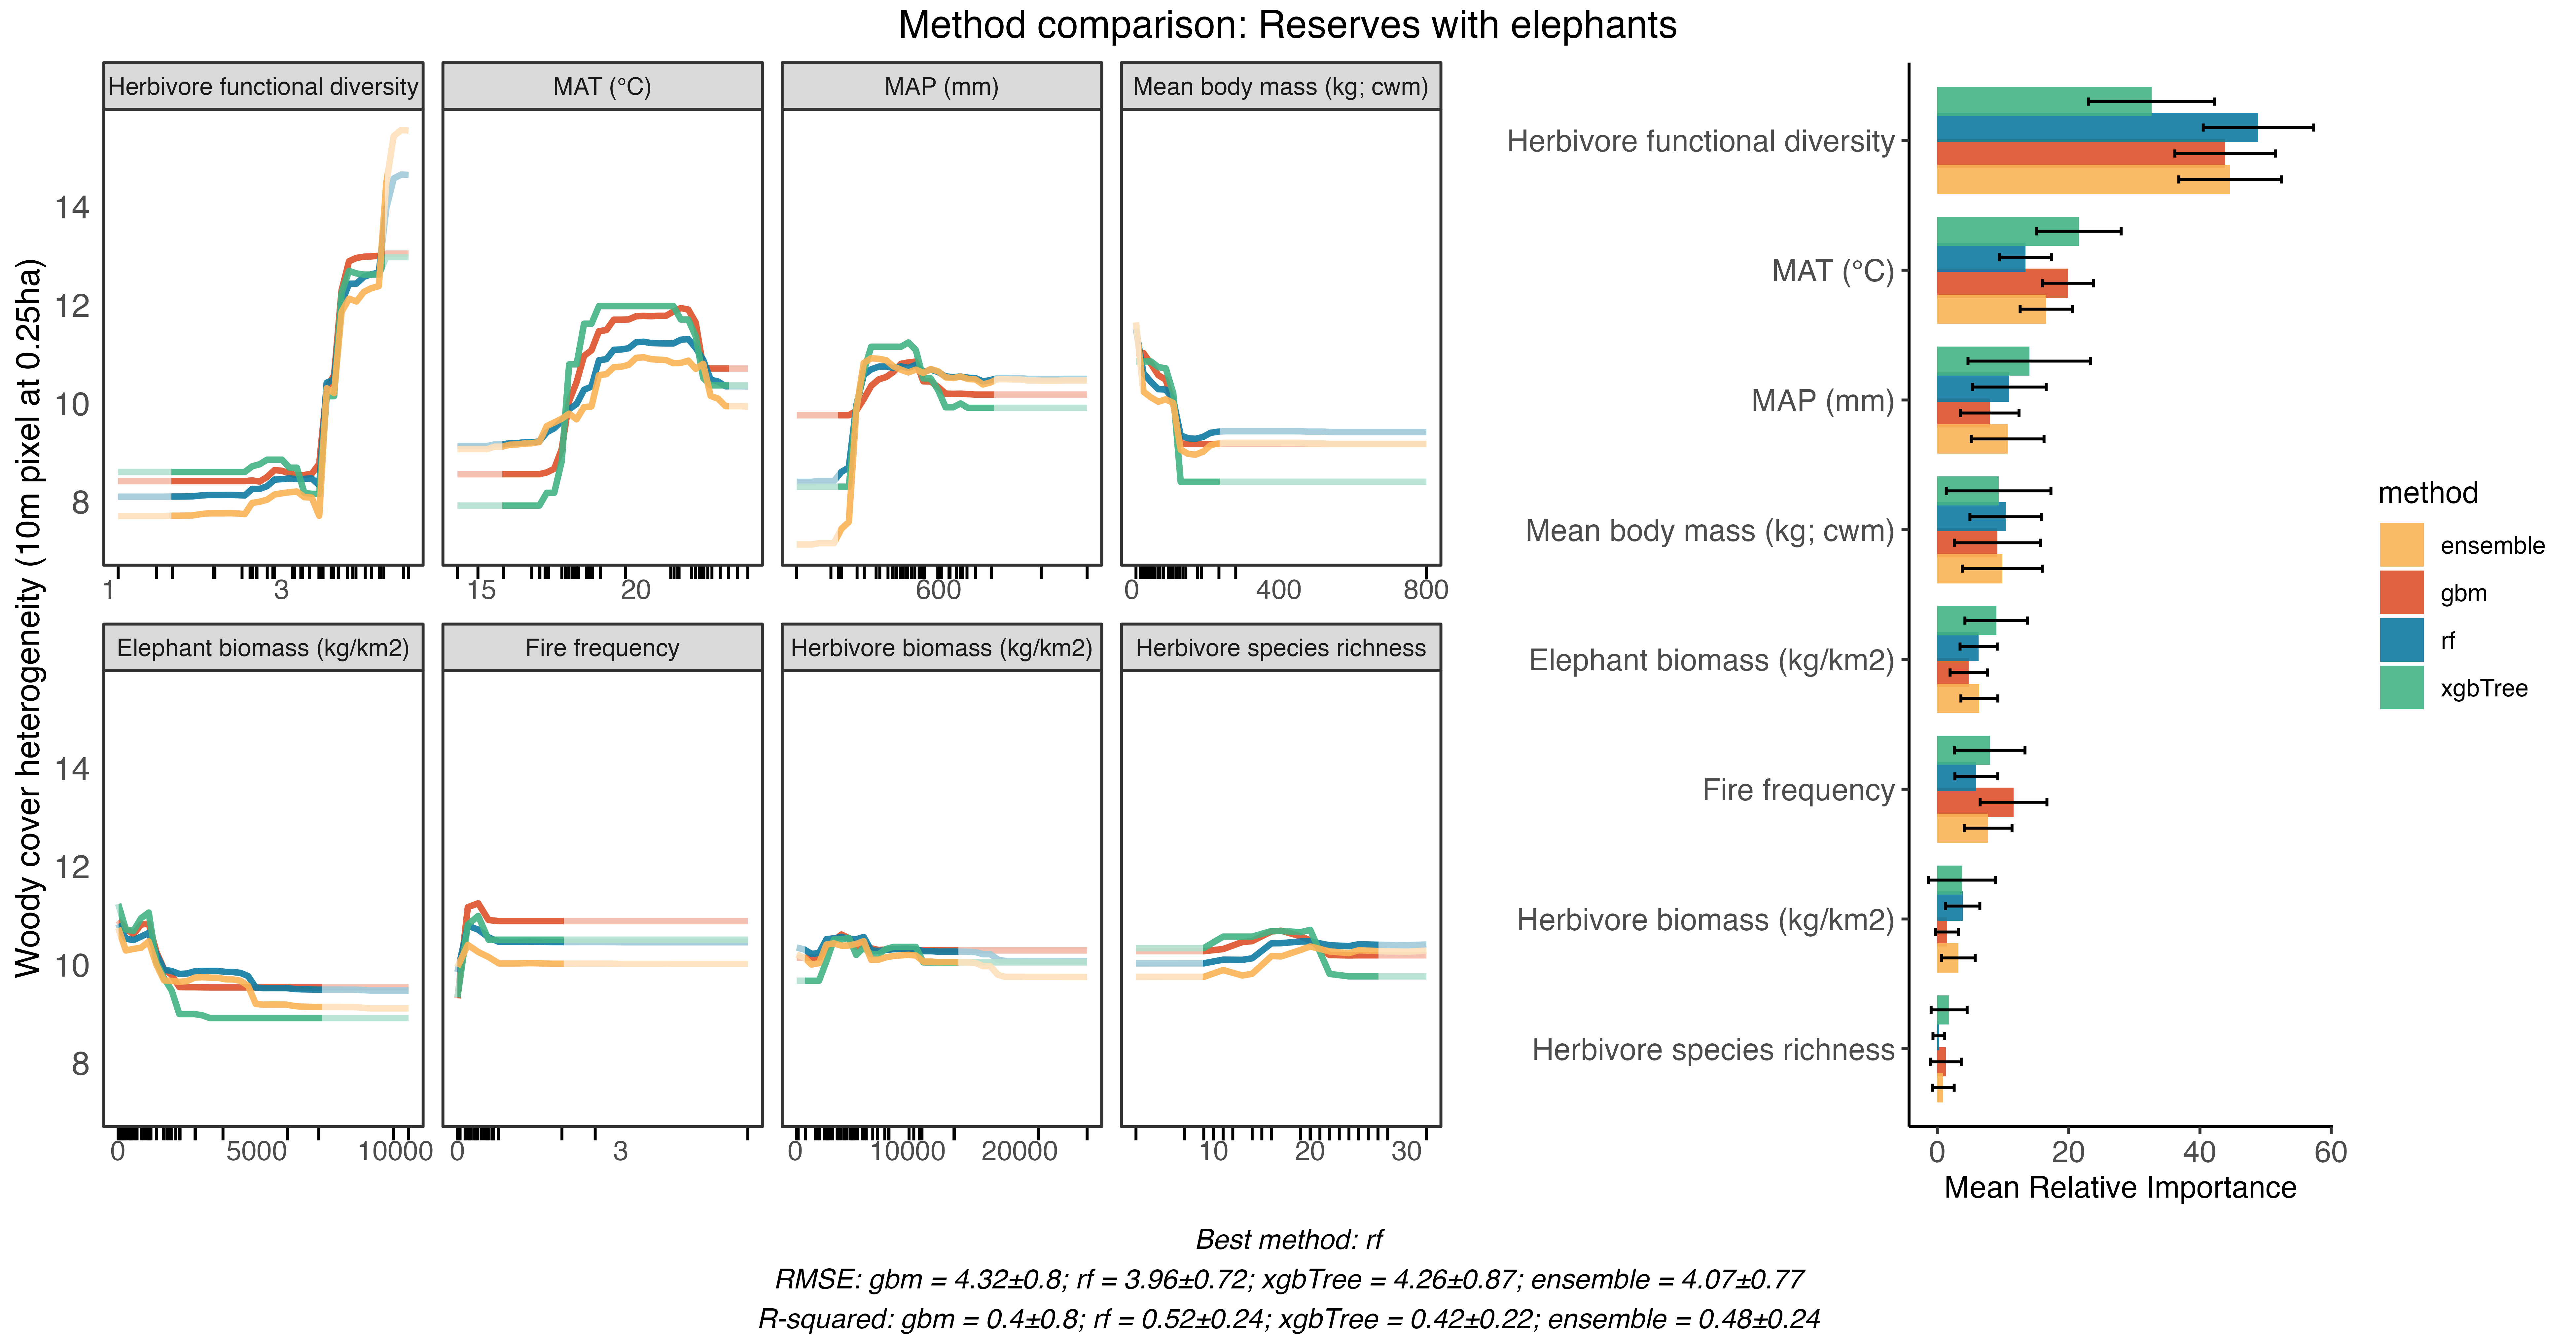 Method comparison: Reserves with elephants
Woody cover heterogeneity (10m pixel at 0.25ha)
Herbivore functional diversity
MAT (°C)
MAP (mm)
Mean body mass (kg; cwm)
14
12
10
8
1 3
15 20
600
0 400 800
Elephant biomass (kg/km2)
Fire frequency
Herbivore biomass (kg/km2)
Herbivore species richness
14
12
10
8
0 5000 10000
0 3
0 10000 20000
10 20 30
Herbivore functional diversity
MAT (°C)
MAP (mm)
Mean body mass (kg; cwm)
Elephant biomass (kg/km2)
Fire frequency
Herbivore biomass (kg/km2)
Herbivore species richness
0 20 40 60
Mean Relative Importance
method
ensemble
gbm
rf
xgbTree
Best method: rf
RMSE: gbm = 4.32±0.8; rf = 3.96±0.72; xgbTree = 4.26±0.87; ensemble = 4.07±0.77
R-squared: gbm = 0.4±0.8; rf = 0.52±0.24; xgbTree = 0.42±0.22; ensemble = 0.48±0.24